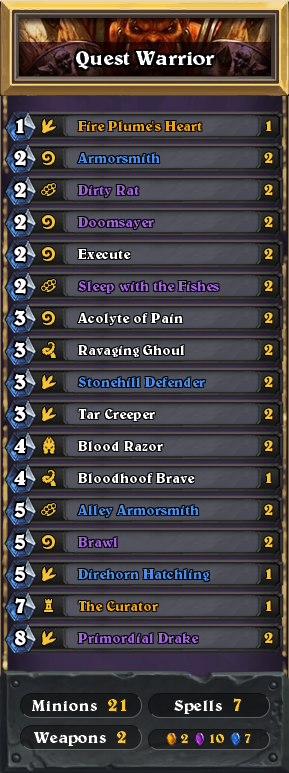 Quest Warrior
1 Fire Plume's Heart 1
2 Armorsmith 2
2 Dirty Rat 2
2 Doomsayer 2
2 Execute 2
2 Sleep with the Fishes 2
3 Acolyte of Pain 2
3 Ravaging Ghoul 2
3 Stonehill Defender 2
3 Tar Creeper 2
4 Blood Razor 2
4 Bloodhoof Brave 1
5 Alley Armorsmith 2
5 Brawl 2
5 Direhorn Hatchling 1
7 The Curator 1
8 Primordial Drake 2
Minions 21 Spells 7
Weapons 2 2 10 7